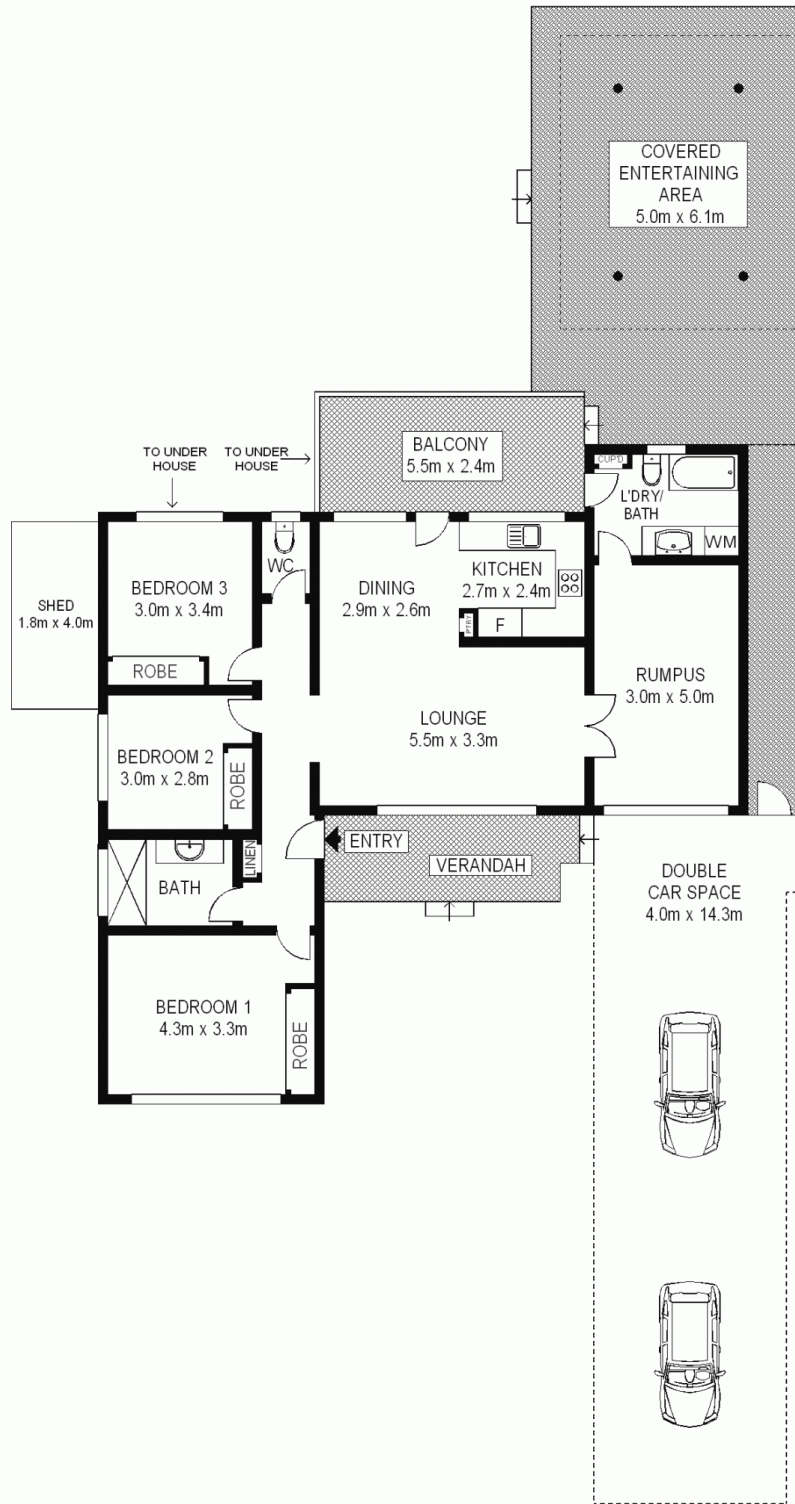 COVERED
ENTERTAINING
AREA
5.0m x 6.1m
BALCONY
5.5m x 2.4m
TO UNDER
HOUSE
TO UNDER
HOUSE
CUP'D
L'DRY/
BATH
WM
WC
BEDROOM 3
3.0m x 3.4m
ROBE
SHED
1.8m x 4.0m
DINING
2.9m x 2.6m
KITCHEN
2.7m x 2.4m
PTRY
F
RUMPUS
3.0m x 5.0m
LOUNGE
5.5m x 3.3m
BEDROOM 2
3.0m x 2.8m
ROBE
ENTRY
VERANDAH
LINEN
BATH
DOUBLE
CAR SPACE
4.0m x 14.3m
BEDROOM 1
4.3m x 3.3m
ROBE